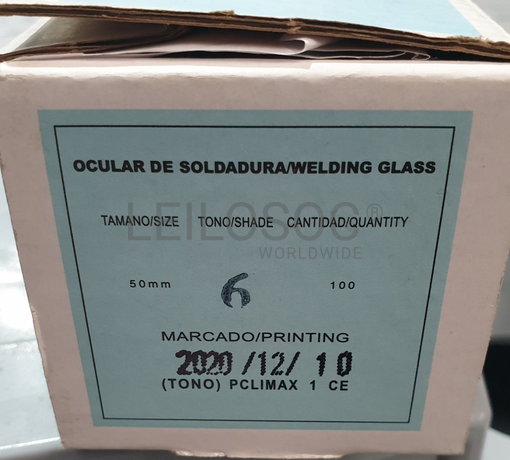 OCULAR DE SOLDADURA/WELDING GLASS
TAMANO/SIZE TONO/SHADE CANTIDAD/QUANTITY
LEILOSOC®
WORLDWIDE
50mm 6 100
MARCADO/PRINTING
2020/12/10
(TONO) PCLIMAX 1 CE